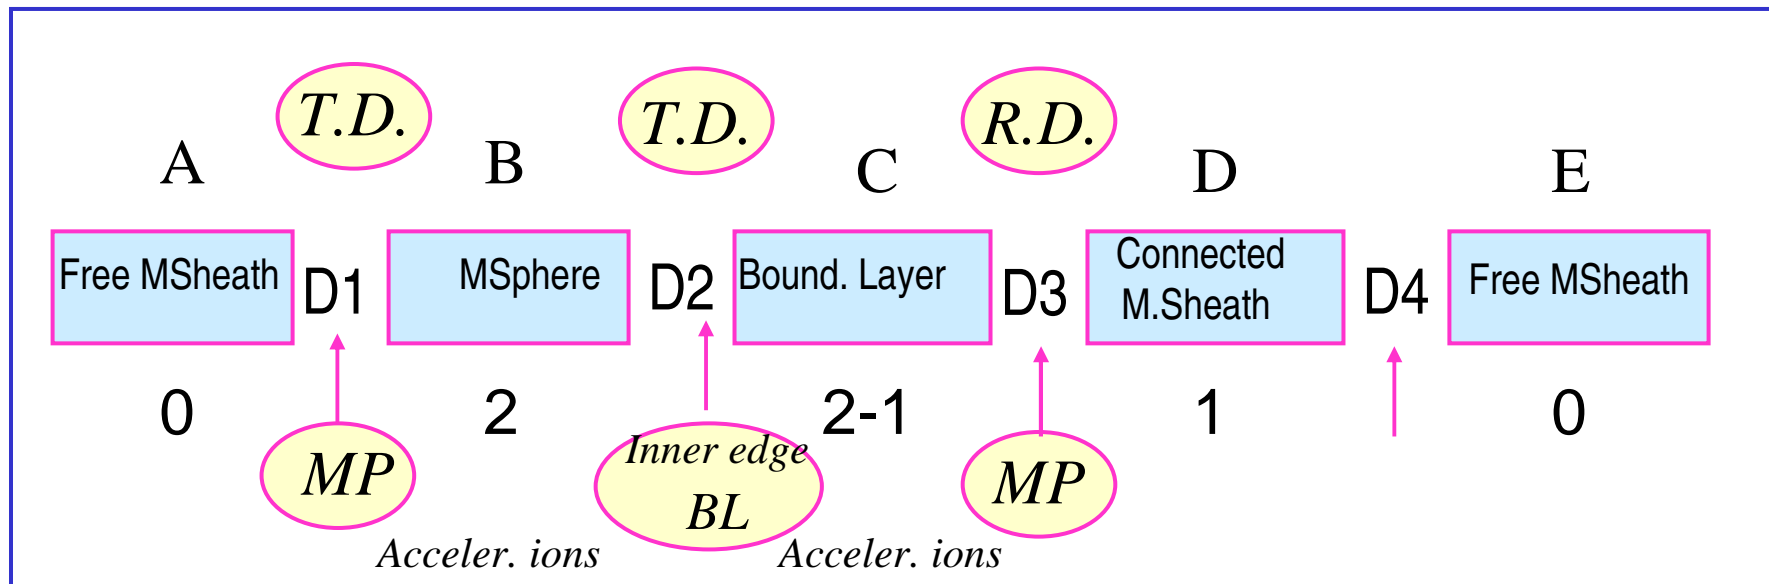 T.D. T.D. R.D.
A B C D E
Free MSheath D1 MSphere D2 Bound. Layer D3 Connected M.Sheath D4 Free MSheath
0 2 2-1 1 0
MP Inner edge BL MP
Acceler. ions Acceler. ions